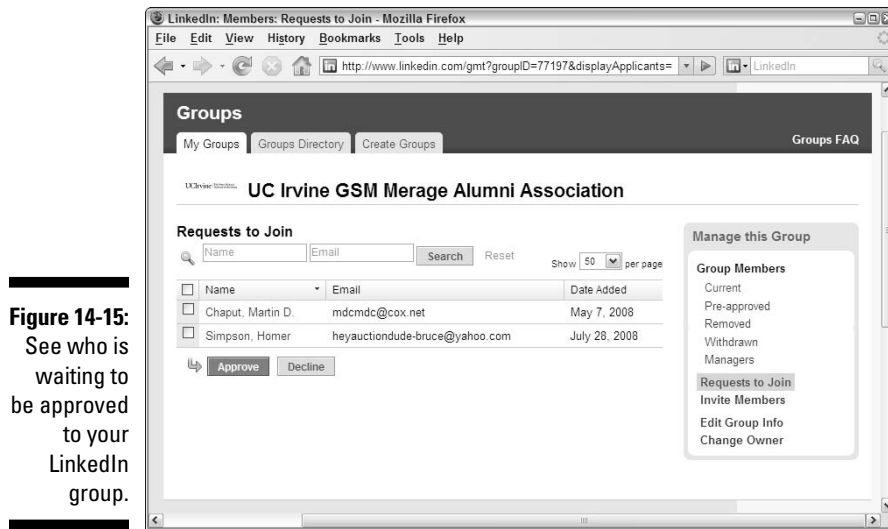 LinkedIn: Members: Requests to Join - Mozilla Firefox
File Edit View History Bookmarks Tools Help
http://www.linkedin.com/gmt?groupID=77197&displayApplicants=
LinkedIn
Groups
My Groups Groups Directory Create Groups
Groups FAQ
UC Irvine GSM Merage Alumni Association
Requests to Join
Name Email Search Reset
Show 50 per page
Name Email Date Added
Chaput, Martin D. mdcmdc@cox.net May 7, 2008
Simpson, Homer heyauctiondude-bruce@yahoo.com July 28, 2008
Approve Decline
Manage this Group
Group Members
Current
Pre-approved
Removed
Withdrawn
Managers
Requests to Join
Invite Members
Edit Group Info
Change Owner
Figure 14-15:
See who is
waiting to
be approved
to your
LinkedIn
group.